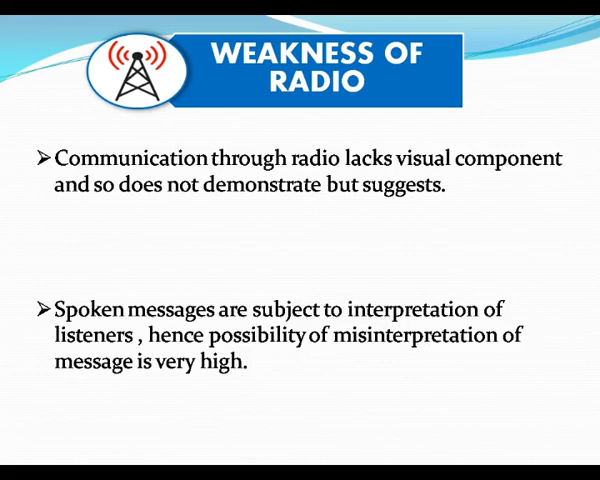 WEAKNESS OF
RADIO
➢Communication through radio lacks visual component
and so does not demonstrate but suggests.
➢Spoken messages are subject to interpretation of
listeners , hence possibility of misinterpretation of
message is very high.